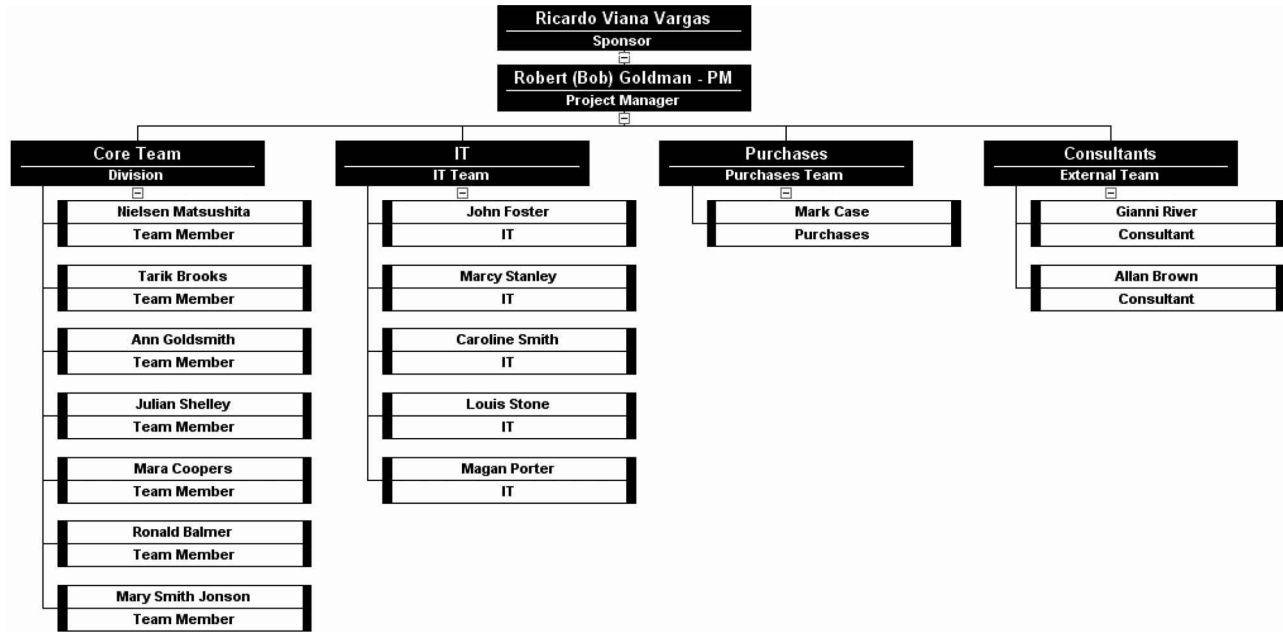 Ricardo Viana Vargas
Sponsor
Robert (Bob) Goldman - PM
Project Manager
Core Team
Division
Nielsen Matsushita
Team Member
Tarik Brooks
Team Member
Ann Goldsmith
Team Member
Julian Shelley
Team Member
Mara Coopers
Team Member
Ronald Balmer
Team Member
Mary Smith Jonson
Team Member
IT
IT Team
John Foster
IT
Marcy Stanley
IT
Caroline Smith
IT
Louis Stone
IT
Magan Porter
IT
Purchases
Purchases Team
Mark Case
Purchases
Consultants
External Team
Gianni River
Consultant
Allan Brown
Consultant